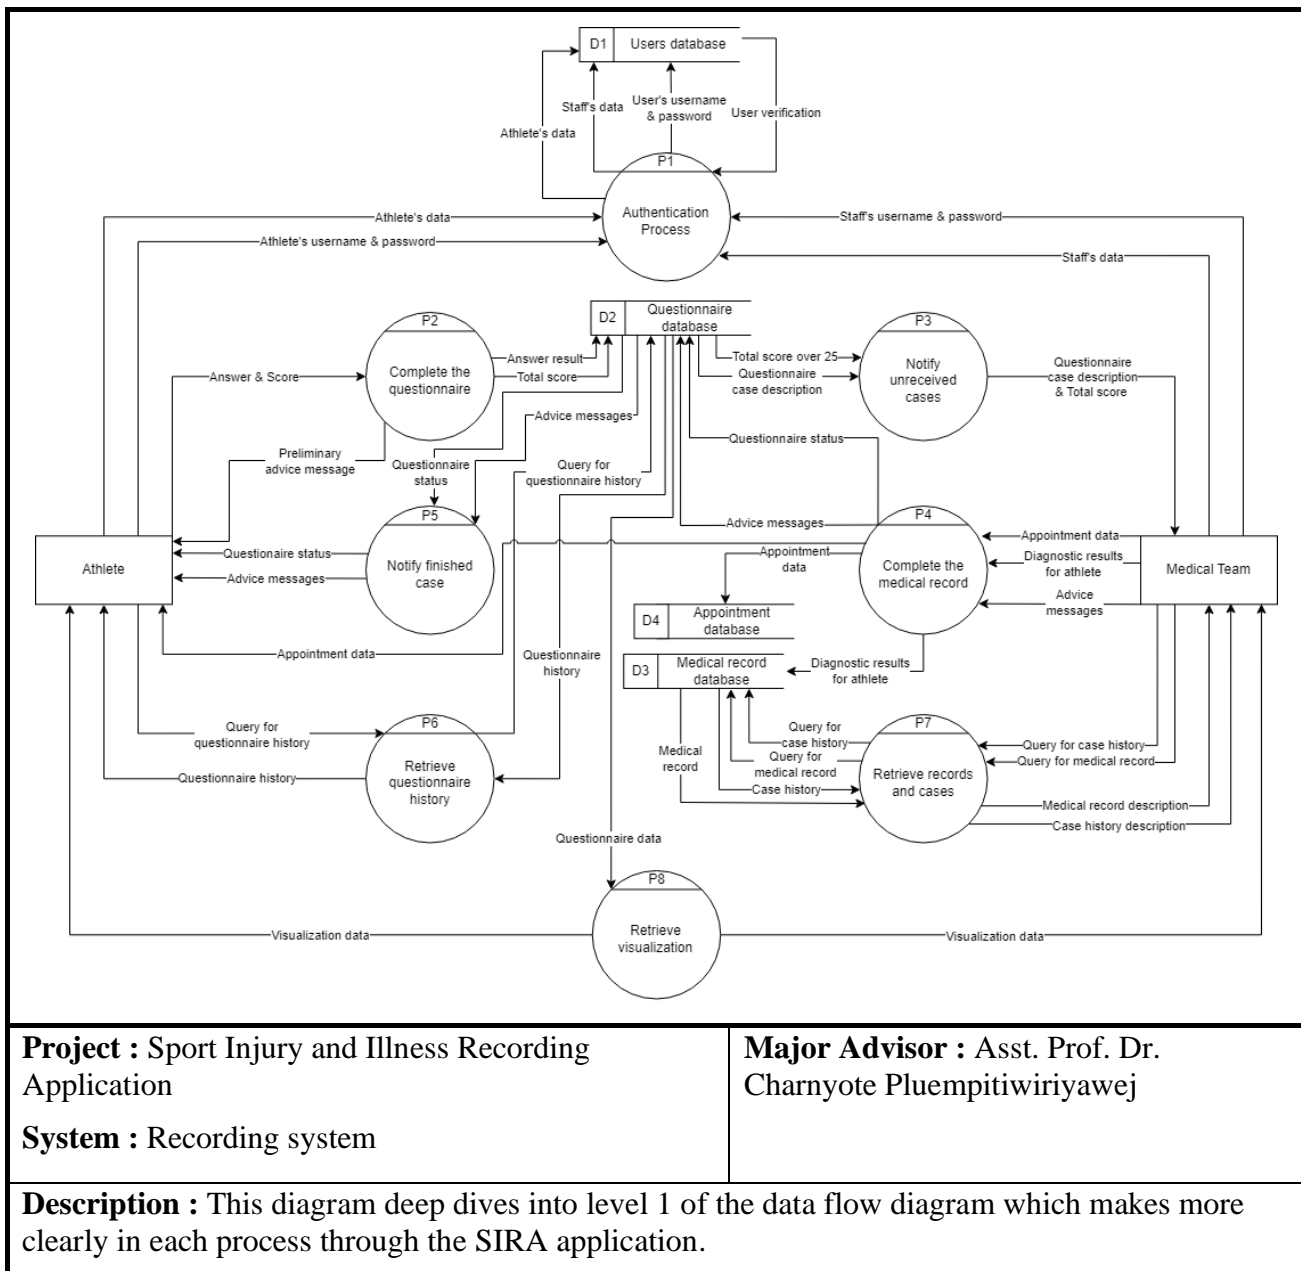 D1
Users database
Staff's data
User's username
& password
User verification
Athlete's data
P1
Authentication
Process
Athlete's data
Staff's username & password
Athlete's username & password
Staff's data
D2
Questionnaire
database
P2
Complete the
questionnaire
Answer result
Total score
Total score over 25
Questionnaire
case description
P3
Notify
unreceived
cases
Questionnaire
case description
& Total score
Answer & Score
Advice messages
Questionnaire status
Preliminary
advice message
Questionnaire
status
Query for
questionnaire history
P5
Notify finished
case
Advice messages
P4
Complete the
medical record
Appointment data
Diagnostic results
for athlete
Advice
messages
Athlete
Questionaire status
Advice messages
Appointment
data
Medical Team
D4
Appointment
database
Appointment data
Questionnaire
history
D3
Medical record
database
Diagnostic results
for athlete
Query for
questionnaire history
P6
Retrieve
questionnaire
history
Questionnaire history
Medical
record
Query for
case history
Query for
medical record
Case history
P7
Retrieve records
and cases
Query for case history
Query for medical record
Medical record description
Case history description
Questionnaire data
P8
Retrieve
visualization
Visualization data
Visualization data
Project : Sport Injury and Illness Recording
Application
System : Recording system
Major Advisor : Asst. Prof. Dr.
Charnyote Pluempitiwiriyawej
Description : This diagram deep dives into level 1 of the data flow diagram which makes more
clearly in each process through the SIRA application.